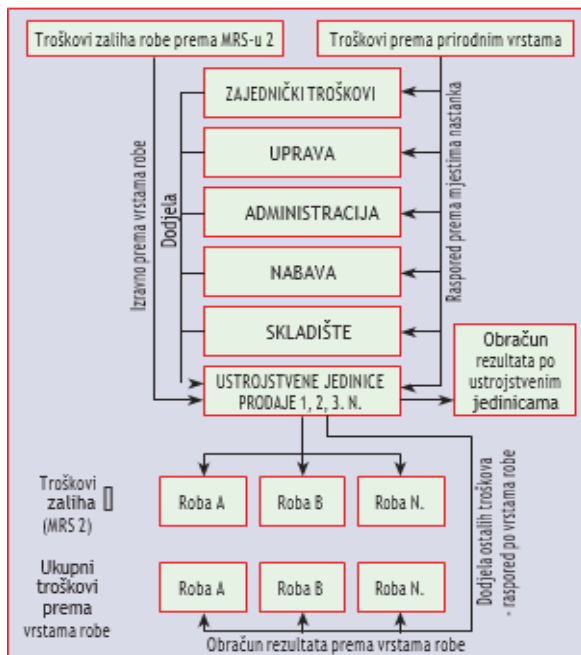 Troškovi zaliha robe prema MRS-u 2
Troškovi prema prirodnim vrstama
ZAJEDNIČKI TROŠKOVI
UPRAVA
ADMINISTRACIJA
NABAVA
SKLADIŠTE
USTROJSTVENE JEDINICE
PRODAJE 1, 2, 3. N.
Izravno prema vrstama robe
Dodjela
Raspored prema mjestima nastanka
Obračun
rezultata po
ustrojstvenim
jedinicama
Troškovi
zaliha
(MRS 2)
Roba A
Roba B
Roba N.
Dodjela ostalih troškova
- raspored po vrstama robe
Ukupni
troškovi
prema
vrstama robe
Roba A
Roba B
Roba N.
Obračun rezultata prema vrstama robe